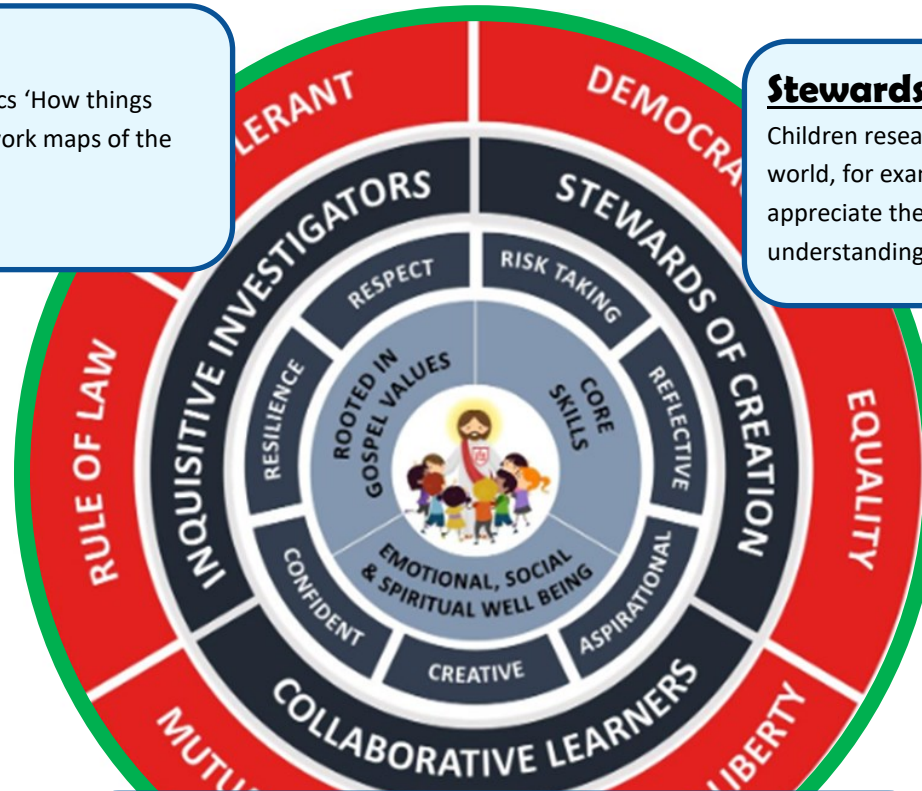 cs ‘How things
ork maps of the
Stewards
Children resea
world, for exar
appreciate the
understanding
LERANT
DEMOCRA
RULE OF LAW
EQUALITY
MUTU
LIBERTY
INQUISITIVE INVESTIGATORS
STEWARDS OF CREATION
COLLABORATIVE LEARNERS
RESPECT
RISK TAKING
RESILIENCE
REFLECTIVE
CONFIDENT
ASPIRATIONAL
CREATIVE
ROOTED IN
GOSPEL VALUES
CORE
SKILLS
EMOTIONAL, SOCIAL
& SPIRITUAL WELL BEING